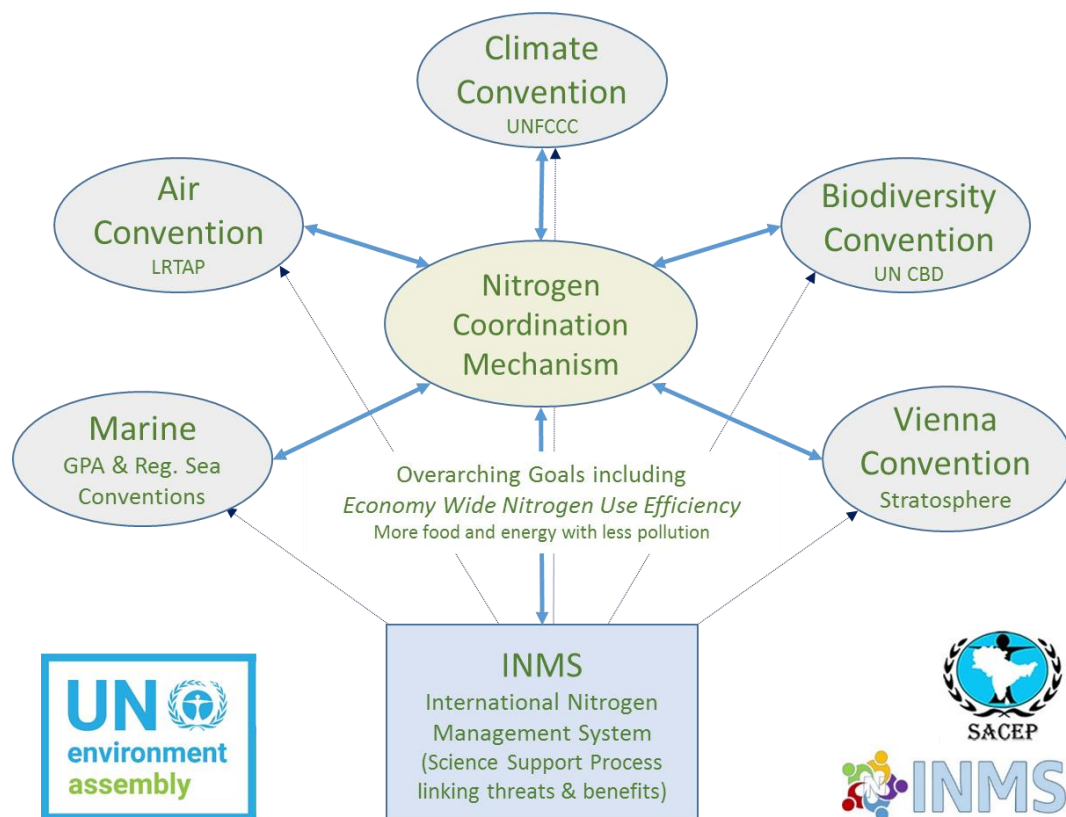 Climate
Convention
UNFCCC
Air
Convention
LRTAP
Biodiversity
Convention
UN CBD
Nitrogen
Coordination
Mechanism
Marine
GPA & Reg. Sea
Conventions
Vienna
Convention
Stratosphere
Overarching Goals including
Economy Wide Nitrogen Use Efficiency
More food and energy with less pollution
INMS
International Nitrogen
Management System
(Science Support Process
linking threats & benefits)
UN
environment
assembly
SACEP
N
INMS